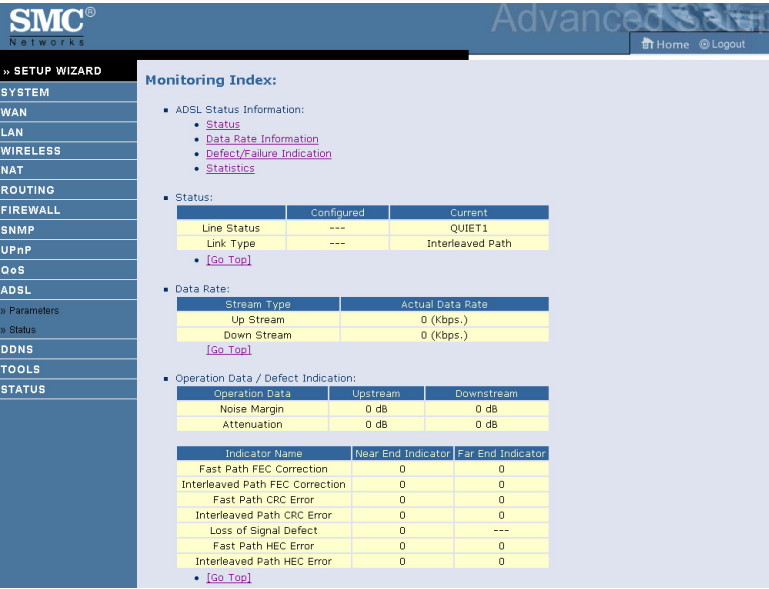 SMC®
Networks
Advanced Setup
Home Logout
» SETUP WIZARD
SYSTEM
WAN
LAN
WIRELESS
NAT
ROUTING
FIREWALL
SNMP
UPnP
QoS
ADSL
» Parameters
» Status
DDNS
TOOLS
STATUS
Monitoring Index:
ADSL Status Information:
Status
Data Rate Information
Defect/Failure Indication
Statistics
Status:
Configured Current
Line Status --- QUIET1
Link Type --- Interleaved Path
[Go Top]
Data Rate:
Stream Type Actual Data Rate
Up Stream 0 (Kbps.)
Down Stream 0 (Kbps.)
[Go Top]
Operation Data / Defect Indication:
Operation Data Upstream Downstream
Noise Margin 0 dB 0 dB
Attenuation 0 dB 0 dB
Indicator Name Near End Indicator Far End Indicator
Fast Path FEC Correction 0 0
Interleaved Path FEC Correction 0 0
Fast Path CRC Error 0 0
Interleaved Path CRC Error 0 0
Loss of Signal Defect 0 ---
Fast Path HEC Error 0 0
Interleaved Path HEC Error 0 0
[Go Top]